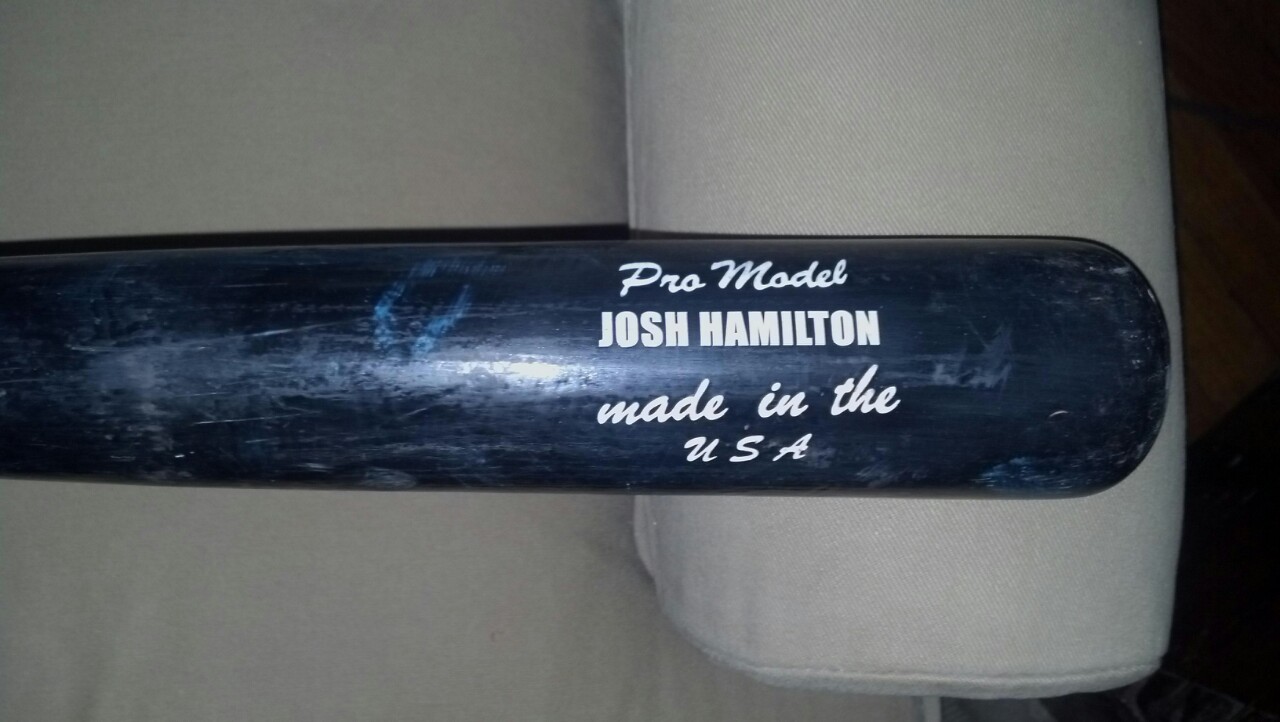 Pro Model
JOSH HAMILTON
made in the
USA